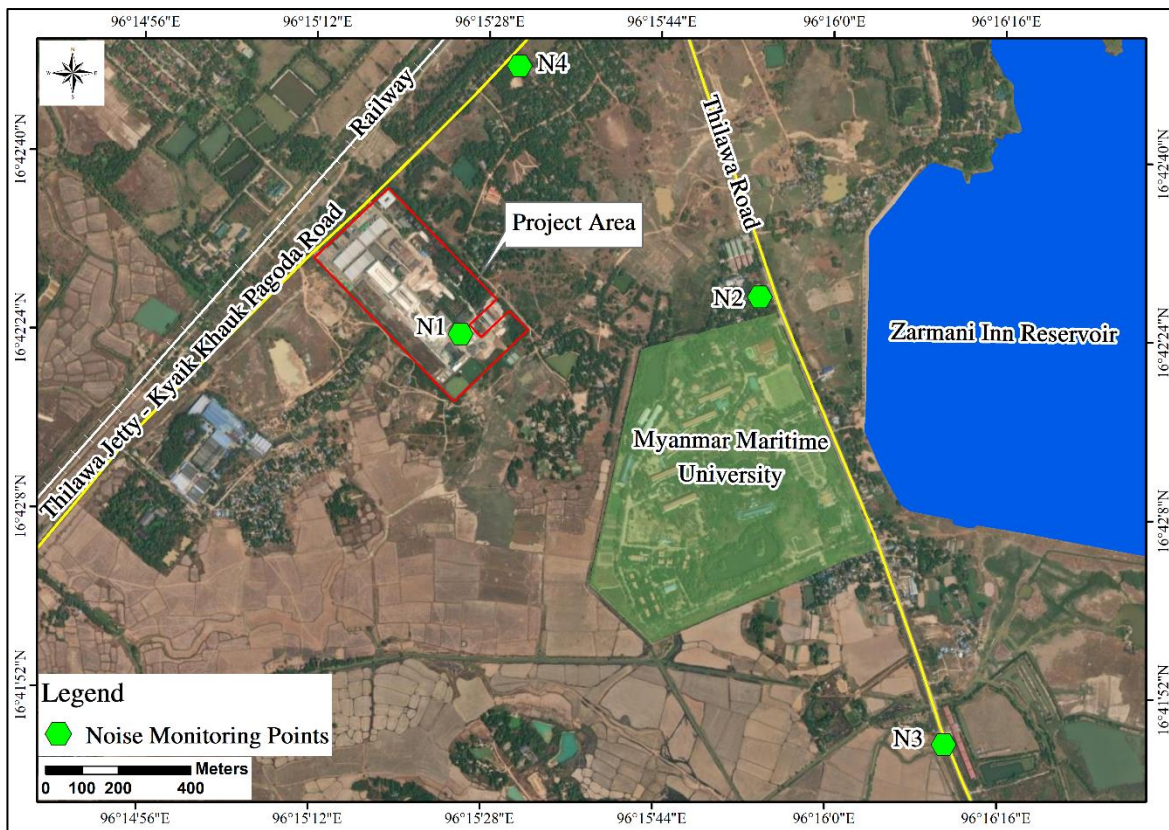 96°14'56"E 96°15'12"E 96°15'28"E 96°15'44"E 96°16'0"E 96°16'16"E
N
W E
S
N4
Railway
Thilawa Road
16°42'40"N
16°42'40"N
Project Area
Thilawa Jetty - Kyaik Khauk Pagoda Road
N2
N1
16°42'24"N
16°42'24"N
Zarmani Inn Reservoir
Myanmar Maritime
University
16°42'8"N
16°42'8"N
16°41'52"N
16°41'52"N
Legend
Noise Monitoring Points
N3
Meters
0 100 200 400
96°14'56"E 96°15'12"E 96°15'28"E 96°15'44"E 96°16'0"E 96°16'16"E